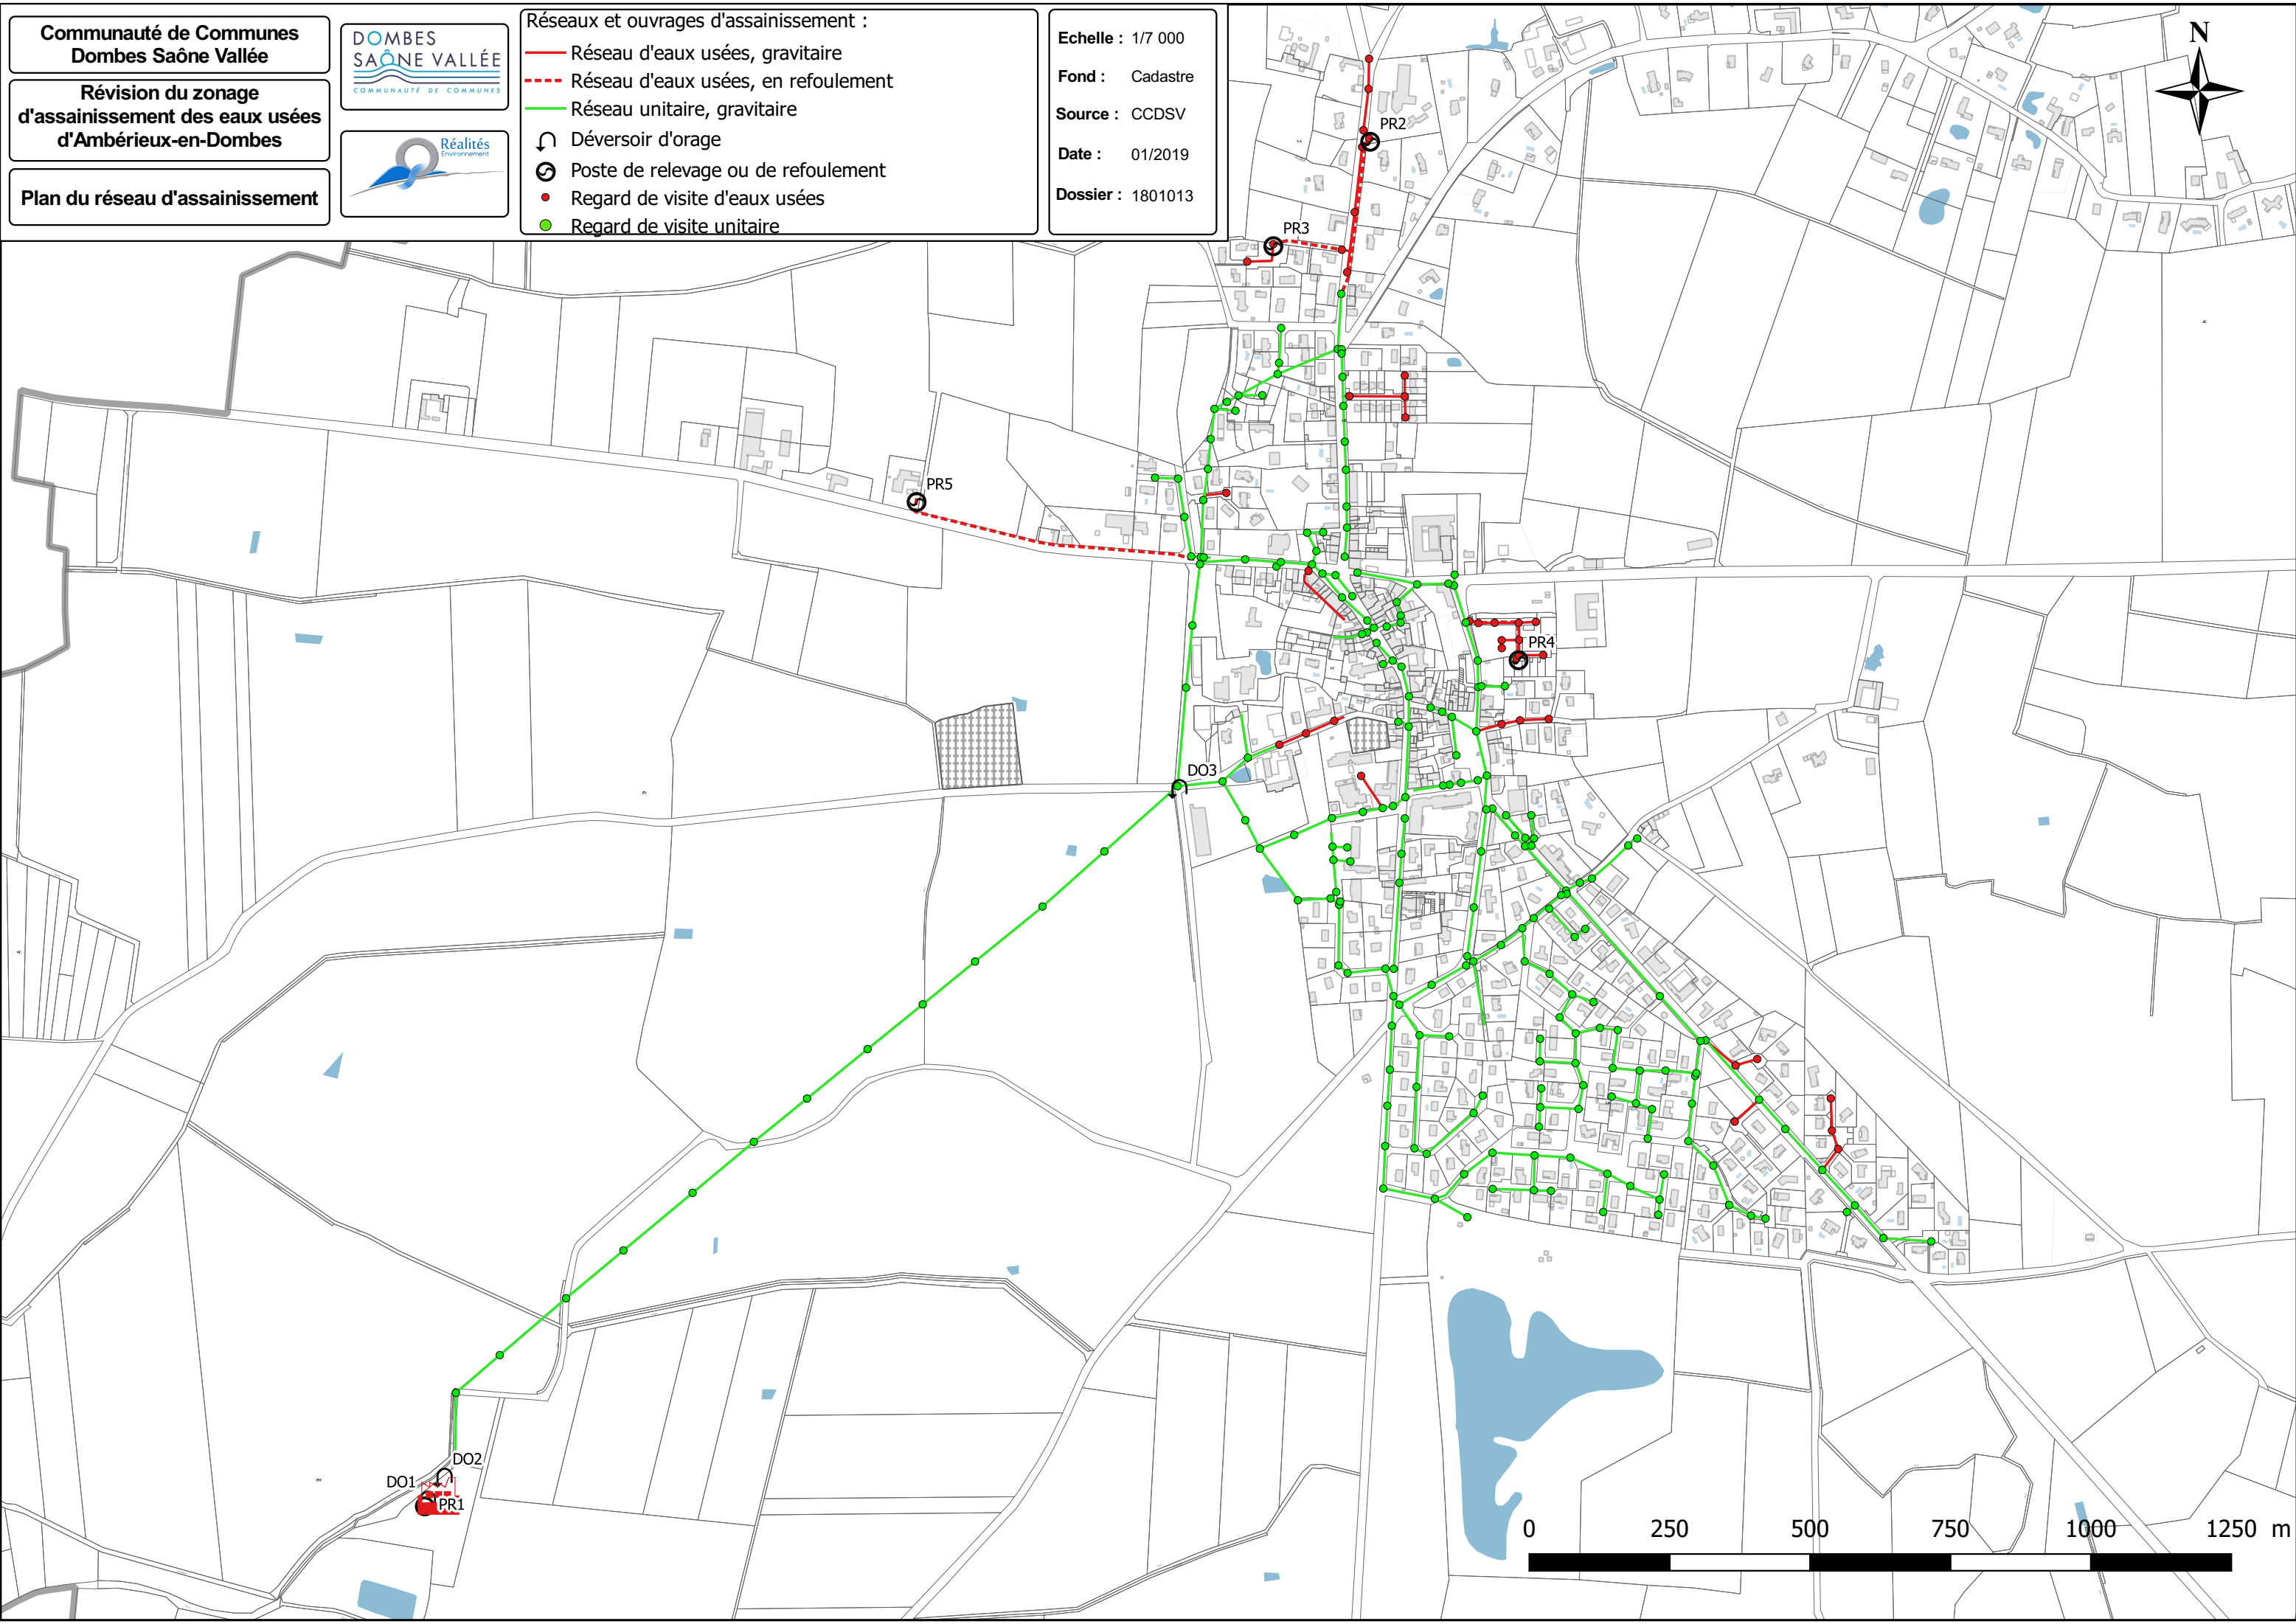 Communauté de Communes
Dombes Saône Vallée
Révision du zonage
d'assainissement des eaux usées
d'Ambérieux-en-Dombes
Plan du réseau d'assainissement
DOMBES
SAÔNE VALLÉE
COMMUNAUTÉ DE COMMUNES
Réalités
Environnement
Réseaux et ouvrages d'assainissement :
Réseau d'eaux usées, gravitaire
Réseau d'eaux usées, en refoulement
Réseau unitaire, gravitaire
Déversoir d'orage
Poste de relevage ou de refoulement
Regard de visite d'eaux usées
Regard de visite unitaire
Echelle : 1/7 000
Fond : Cadastre
Source : CCDSV
Date : 01/2019
Dossier : 1801013
N
PR2
PR3
PR5
PR4
DO3
DO2
DO1
PR1
0 250 500 750 1000 1250 m